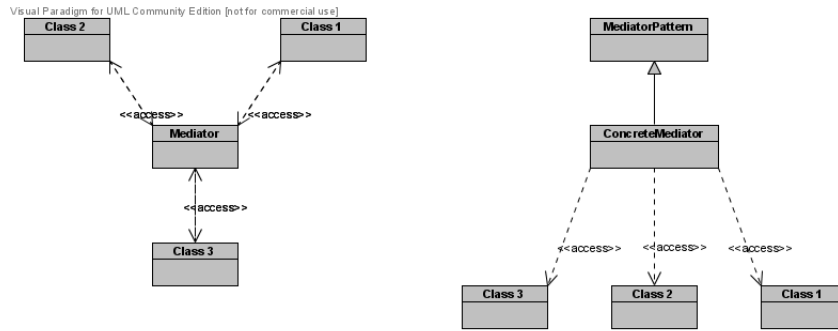 Visual Paradigm for UML Community Edition [not for commercial use]
Class 2
Class 1
<<access>>
<<access>>
Mediator
<<access>>
Class 3
MediatorPattern
ConcreteMediator
<<access>>
<<access>>
<<access>>
Class 3
Class 2
Class 1